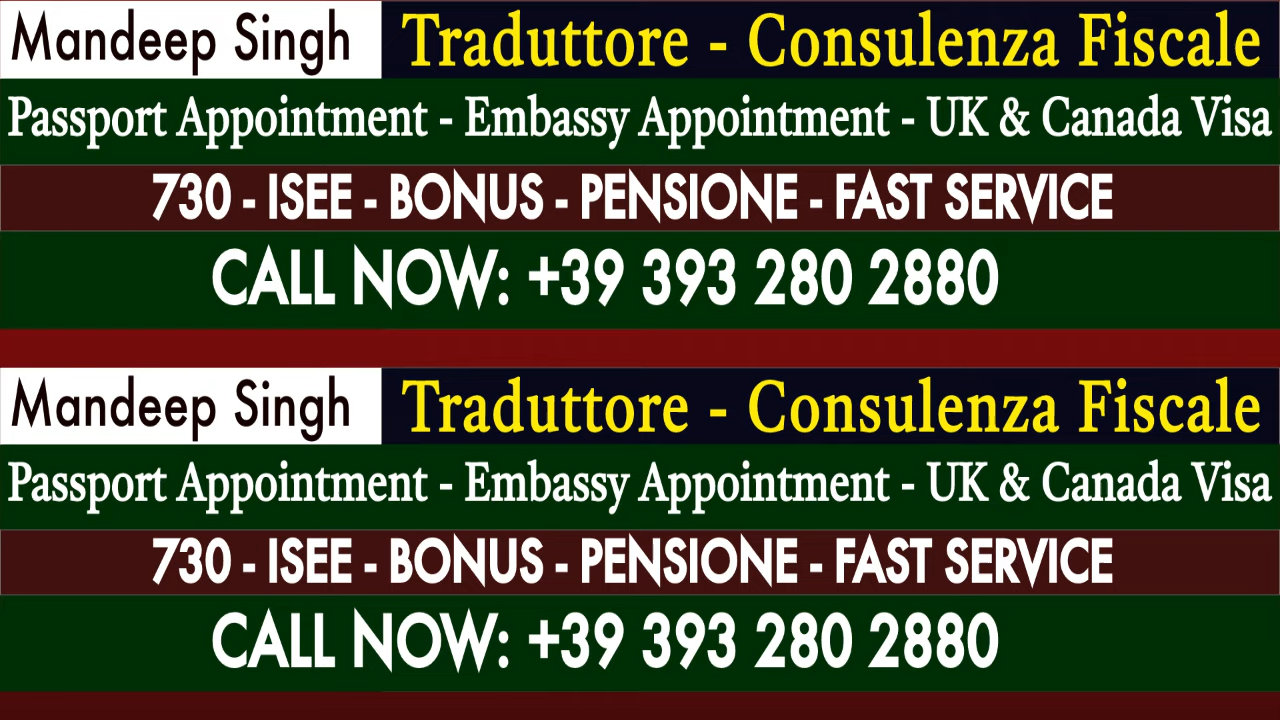 Mandeep Singh Traduttore - Consulenza Fiscale
Passport Appointment - Embassy Appointment - UK & Canada Visa
730 - ISEE - BONUS - PENSIONE - FAST SERVICE
CALL NOW: +39 393 280 2880
Mandeep Singh Traduttore - Consulenza Fiscale
Passport Appointment - Embassy Appointment - UK & Canada Visa
730 - ISEE - BONUS - PENSIONE - FAST SERVICE
CALL NOW: +39 393 280 2880